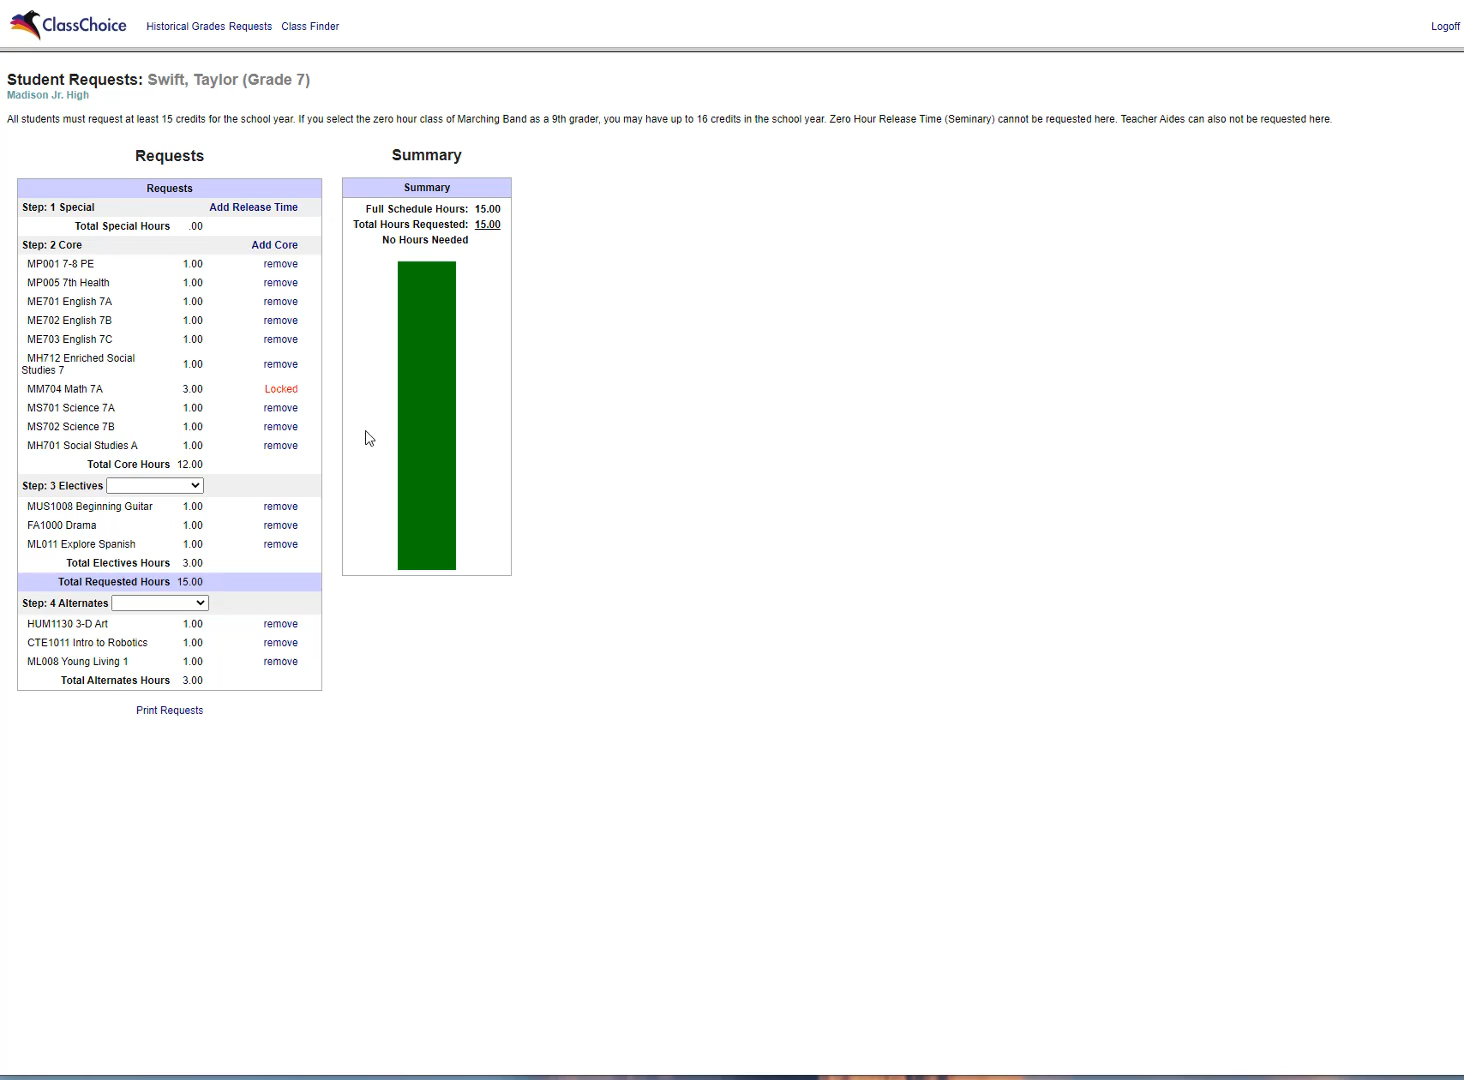 ClassChoice Historical Grades Requests Class Finder Logoff
Student Requests: Swift, Taylor (Grade 7)
Madison Jr. High
All students must request at least 15 credits for the school year. If you select the zero hour class of Marching Band as a 9th grader, you may have up to 16 credits in the school year. Zero Hour Release Time (Seminary) cannot be requested here. Teacher Aides can also not be requested here.
Requests
Requests
Step: 1 Special Add Release Time
Total Special Hours .00
Step: 2 Core Add Core
MP001 7-8 PE 1.00 remove
MP005 7th Health 1.00 remove
ME701 English 7A 1.00 remove
ME702 English 7B 1.00 remove
ME703 English 7C 1.00 remove
MH712 Enriched Social
Studies 7 1.00 remove
MM704 Math 7A 3.00 Locked
MS701 Science 7A 1.00 remove
MS702 Science 7B 1.00 remove
MH701 Social Studies A 1.00 remove
Total Core Hours 12.00
Step: 3 Electives
MUS1008 Beginning Guitar 1.00 remove
FA1000 Drama 1.00 remove
ML011 Explore Spanish 1.00 remove
Total Electives Hours 3.00
Total Requested Hours 15.00
Step: 4 Alternates
HUM1130 3-D Art 1.00 remove
CTE1011 Intro to Robotics 1.00 remove
ML008 Young Living 1 1.00 remove
Total Alternates Hours 3.00
Print Requests
Summary
Summary
Full Schedule Hours: 15.00
Total Hours Requested: 15.00
No Hours Needed